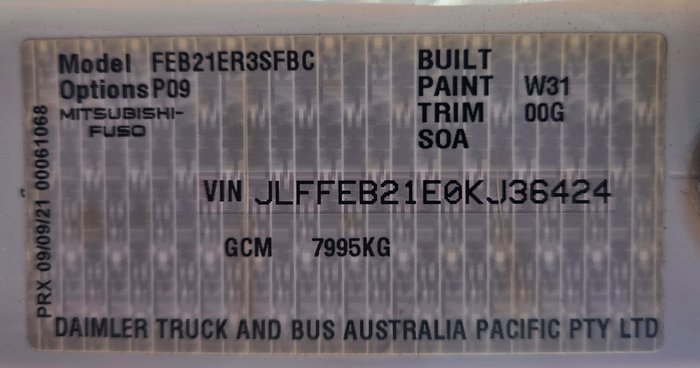 Model FEB21ER3SFBC
Options P09
MITSUBISHI-
FUSO
BUILT
PAINT W31
TRIM 00G
SOA
VIN JLFFEB21E0KJ36424
GCM 7995KG
DAIMLER TRUCK AND BUS AUSTRALIA PACIFIC PTY LTD
PRX 09/09/21 00061068